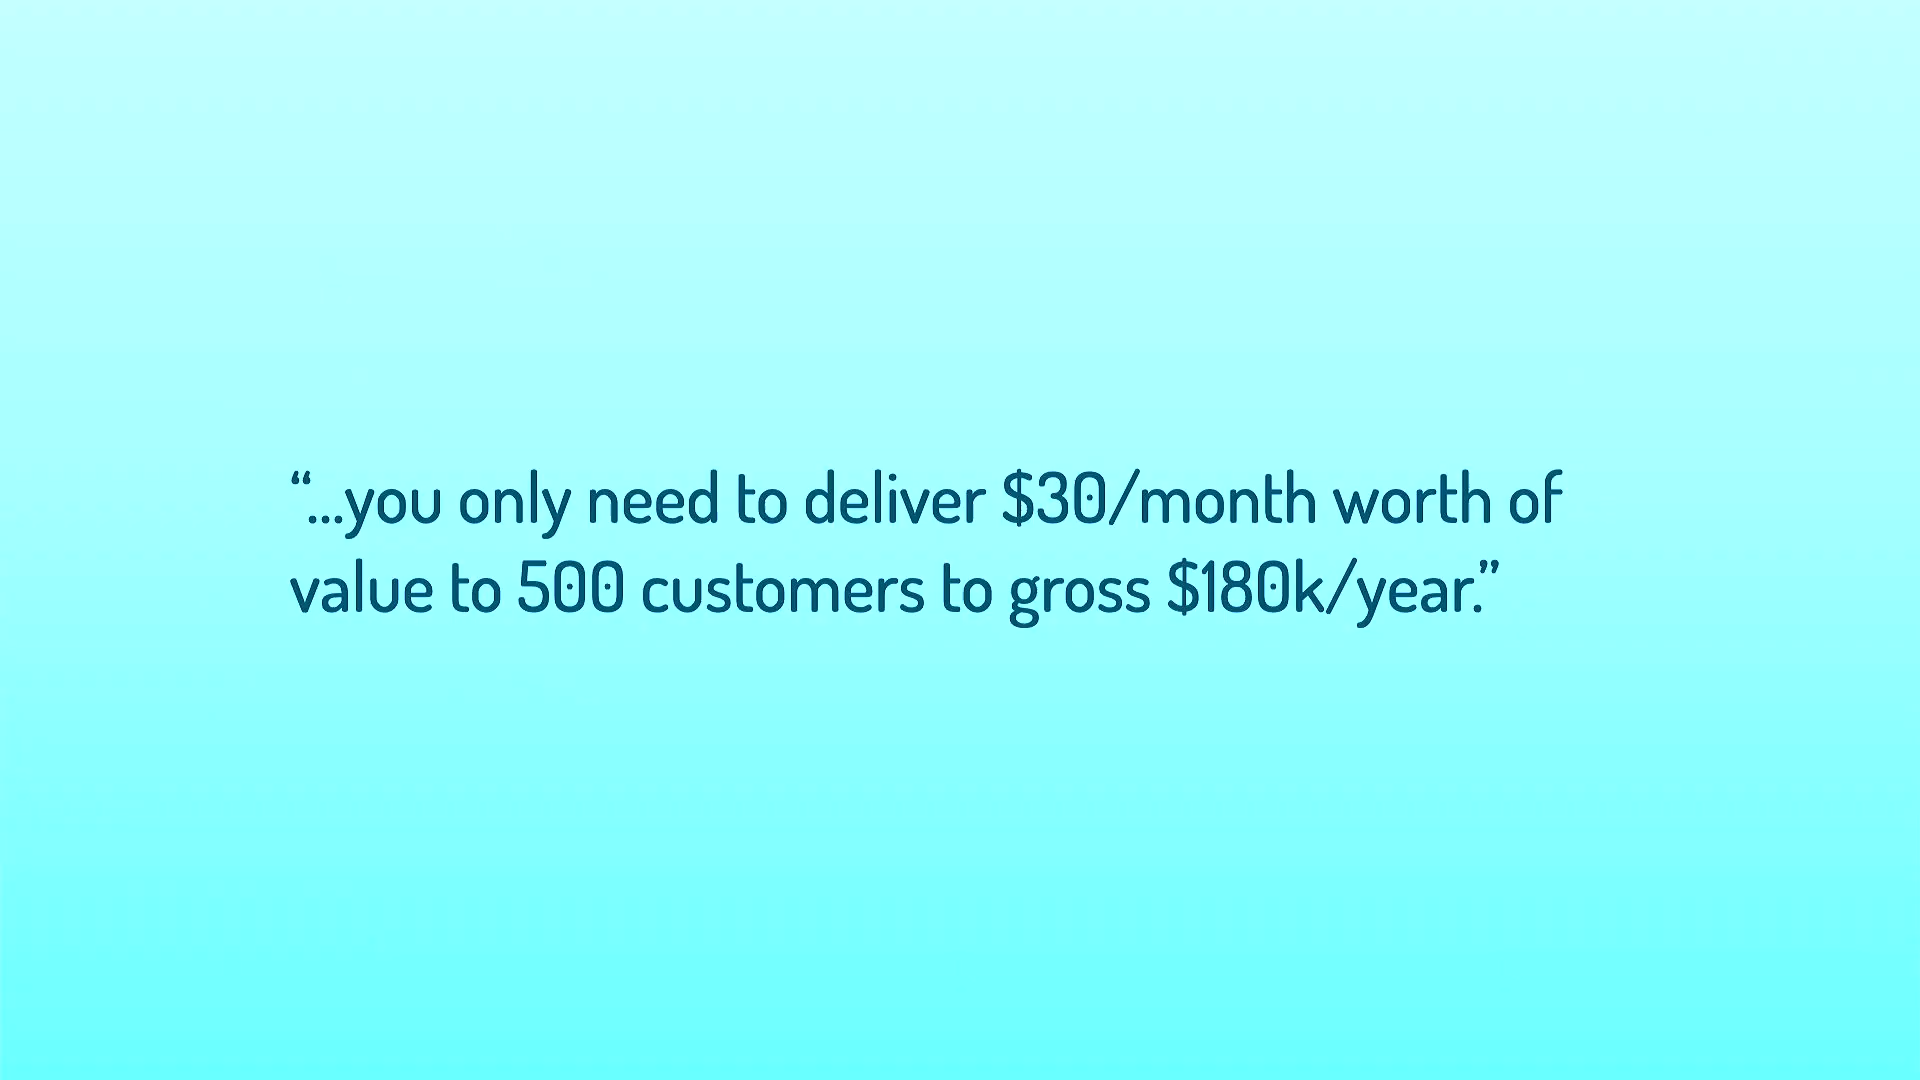 “...you only need to deliver $30/month worth of
value to 500 customers to gross $180k/year.”